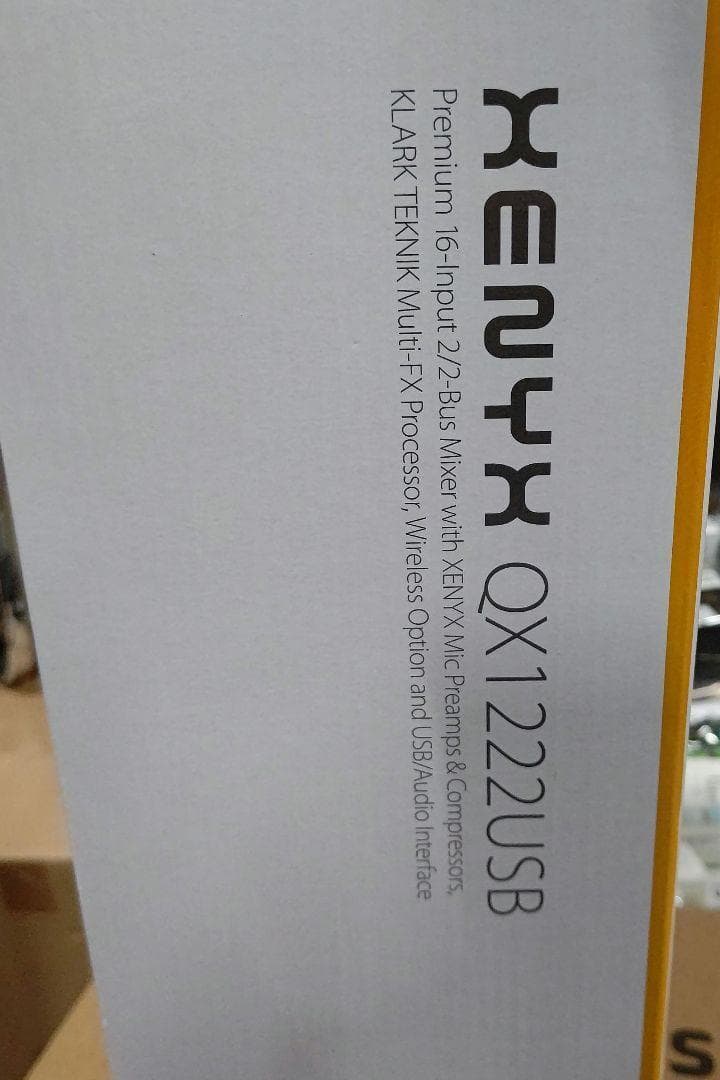 XENYX QX1222USB
Premium 16-Input 2/2-Bus Mixer with XENYX Mic Preamps & Compressors,
KLARK TEKNIK Multi-FX Processor, Wireless Option and USB/Audio Interface
S